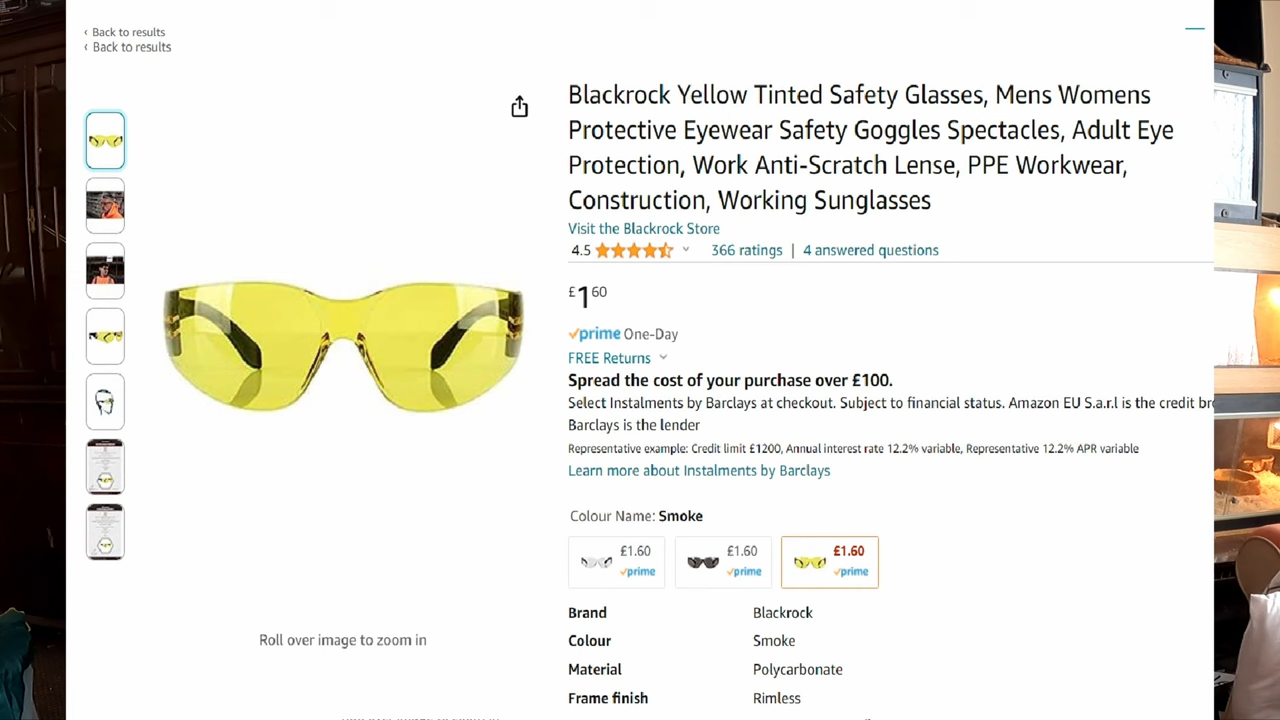 ‹ Back to results
‹ Back to results
Blackrock Yellow Tinted Safety Glasses, Mens Womens
Protective Eyewear Safety Goggles Spectacles, Adult Eye
Protection, Work Anti-Scratch Lense, PPE Workwear,
Construction, Working Sunglasses
Visit the Blackrock Store
4.5 366 ratings | 4 answered questions
£1 60
prime One-Day
FREE Returns
Spread the cost of your purchase over £100.
Select Instalments by Barclays at checkout. Subject to financial status. Amazon EU S.a.r.l is the credit bro
Barclays is the lender
Representative example: Credit limit £1200, Annual interest rate 12.2% variable, Representative 12.2% APR variable
Learn more about Instalments by Barclays
Colour Name: Smoke
£1.60 £1.60 £1.60
prime prime prime
Brand Blackrock
Colour Smoke
Material Polycarbonate
Roll over image to zoom in
Frame finish Rimless